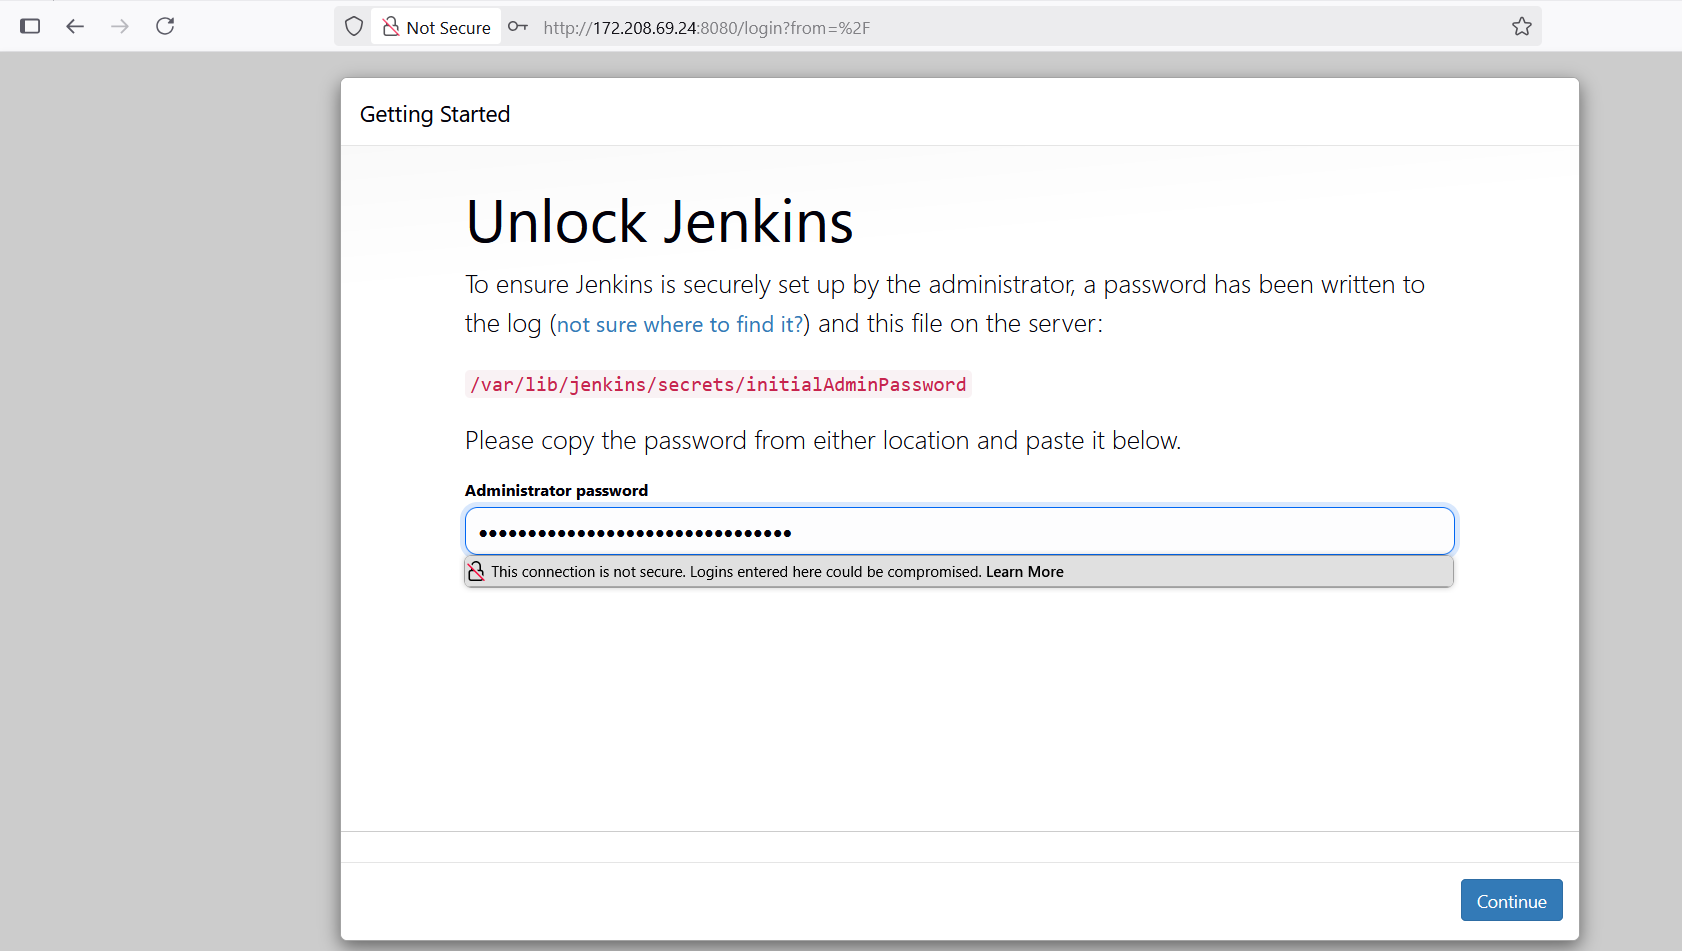 Not Secure
http://172.208.69.24:8080/login?from=%2F
Getting Started
Unlock Jenkins
To ensure Jenkins is securely set up by the administrator, a password has been written to
the log (not sure where to find it?) and this file on the server:
/var/lib/jenkins/secrets/initialAdminPassword
Please copy the password from either location and paste it below.
Administrator password
••••••••••••••••••••••••••••••••
This connection is not secure. Logins entered here could be compromised. Learn More
Continue